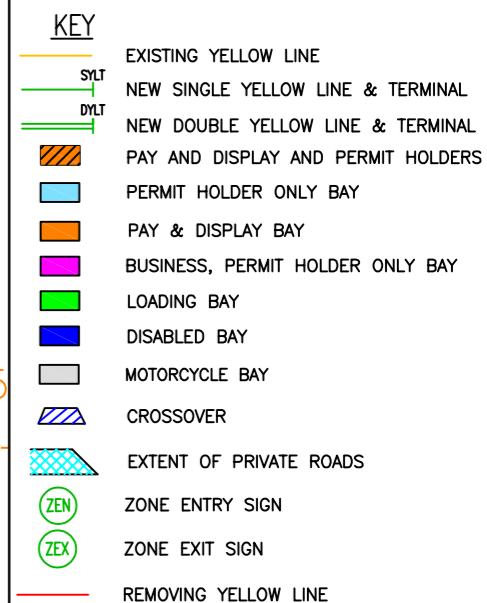 KEY
EXISTING YELLOW LINE
SYLT
NEW SINGLE YELLOW LINE & TERMINAL
DYLT
NEW DOUBLE YELLOW LINE & TERMINAL
PAY AND DISPLAY AND PERMIT HOLDERS
PERMIT HOLDER ONLY BAY
PAY & DISPLAY BAY
BUSINESS, PERMIT HOLDER ONLY BAY
LOADING BAY
DISABLED BAY
MOTORCYCLE BAY
CROSSOVER
EXTENT OF PRIVATE ROADS
ZEN ZONE ENTRY SIGN
ZEX ZONE EXIT SIGN
REMOVING YELLOW LINE